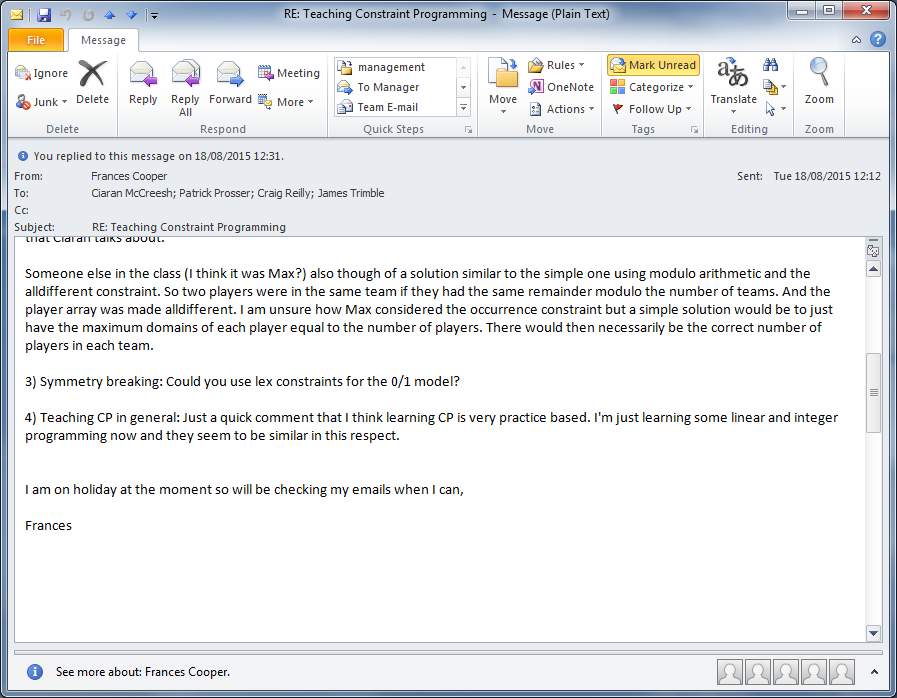 RE: Teaching Constraint Programming - Message (Plain Text)
File
Message
Ignore
Junk
Delete
Delete
Reply
Reply All
Forward
Meeting
More
Respond
management
To Manager
Team E-mail
Quick Steps
Move
Rules
OneNote
Actions
Move
Mark Unread
Categorize
Follow Up
Tags
Translate
Editing
Zoom
Zoom
You replied to this message on 18/08/2015 12:31.
From: Frances Cooper
Sent: Tue 18/08/2015 12:12
To: Ciaran McCreesh; Patrick Prosser; Craig Reilly; James Trimble
Cc:
Subject: RE: Teaching Constraint Programming
that Ciaran talks about.
Someone else in the class (I think it was Max?) also though of a solution similar to the simple one using modulo arithmetic and the
alldifferent constraint. So two players were in the same team if they had the same remainder modulo the number of teams. And the
player array was made alldifferent. I am unsure how Max considered the occurrence constraint but a simple solution would be to just
have the maximum domains of each player equal to the number of players. There would then necessarily be the correct number of
players in each team.
3) Symmetry breaking: Could you use lex constraints for the 0/1 model?
4) Teaching CP in general: Just a quick comment that I think learning CP is very practice based. I'm just learning some linear and integer
programming now and they seem to be similar in this respect.
I am on holiday at the moment so will be checking my emails when I can,
Frances
See more about: Frances Cooper.